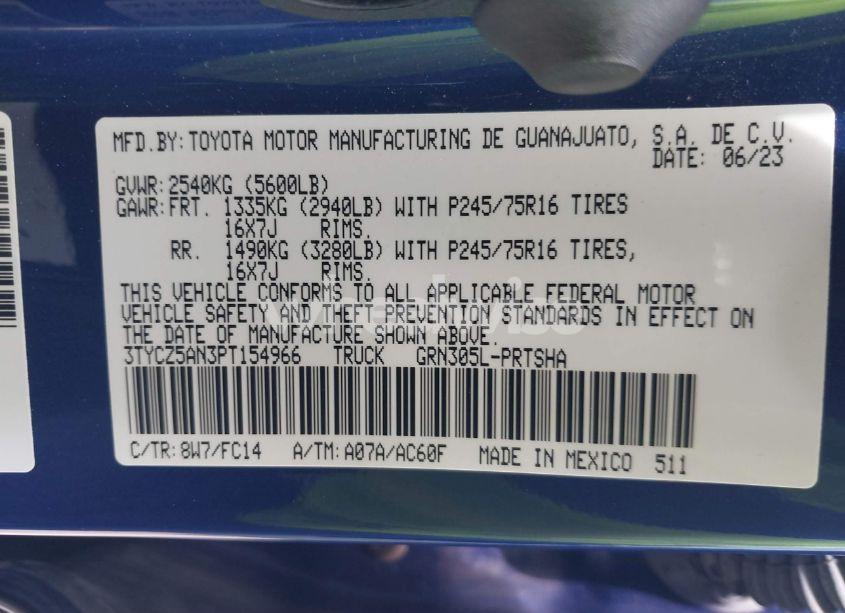 MFD.BY: TOYOTA MOTOR MANUFACTURING DE GUANAJUATO, S.A. DE C.V.
DATE: 06/23
GVWR: 2540KG (5600LB)
GAWR: FRT. 1335KG (2940LB) WITH P245/75R16 TIRES
16X7J RIMS.
RR. 1490KG (3280LB) WITH P245/75R16 TIRES,
16X7J RIMS.
THIS VEHICLE CONFORMS TO ALL APPLICABLE FEDERAL MOTOR
VEHICLE SAFETY AND THEFT PREVENTION STANDARDS IN EFFECT ON
THE DATE OF MANUFACTURE SHOWN ABOVE.
3TYCZ5AN3PT154966 TRUCK GRN305L-PRTSHA
C/TR: 8W7/FC14 A/TM: A07A/AC60F MADE IN MEXICO 511